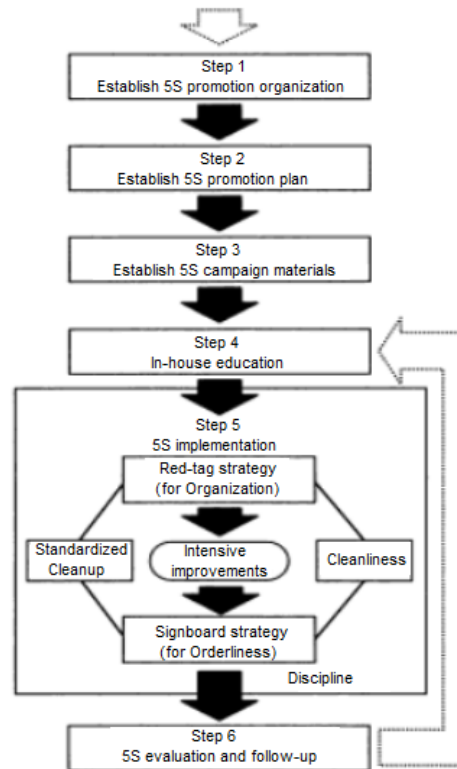 Step 1
Establish 5S promotion organization
Step 2
Establish 5S promotion plan
Step 3
Establish 5S campaign materials
Step 4
In-house education
Step 5
5S implementation
Red-tag strategy
(for Organization)
Standardized
Cleanup
Intensive
improvements
Cleanliness
Signboard strategy
(for Orderliness)
Discipline
Step 6
5S evaluation and follow-up